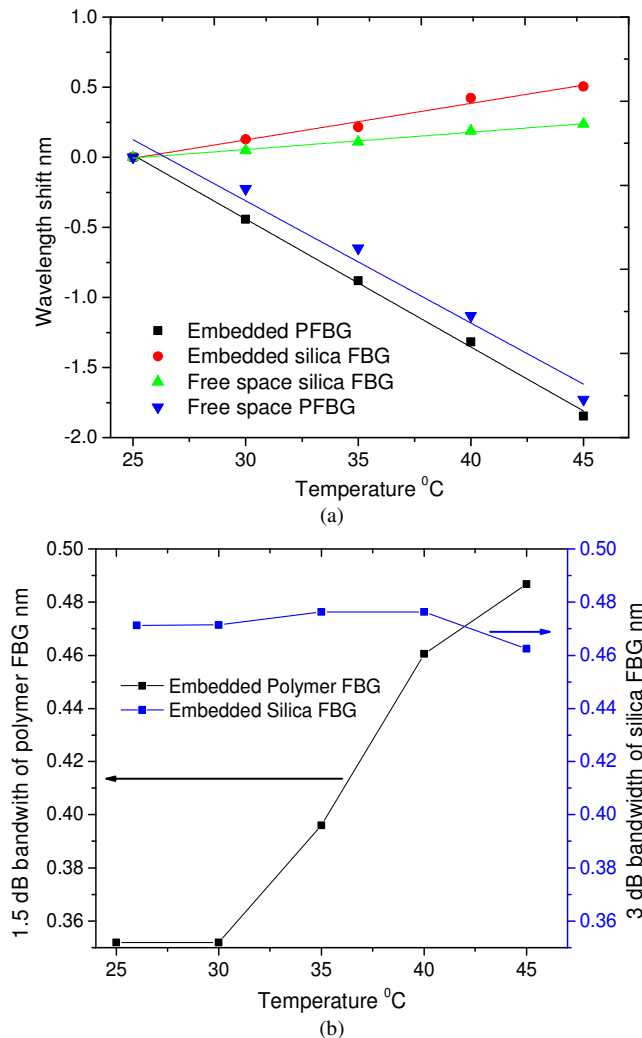 1.0
0.5
0.0
-0.5
-1.0
-1.5
-2.0
Wavelength shift nm
Embedded PFBG
Embedded silica FBG
Free space silica FBG
Free space PFBG
25 30 35 40 45
Temperature ⁰C
(a)
0.50
0.48
0.46
0.44
0.42
0.40
0.38
0.36
1.5 dB bandwith of polymer FBG nm
Embedded Polymer FBG
Embedded Silica FBG
0.50
0.48
0.46
0.44
0.42
0.40
0.38
0.36
3 dB bandwidth of silica FBG nm
25 30 35 40 45
Temperature ⁰C
(b)